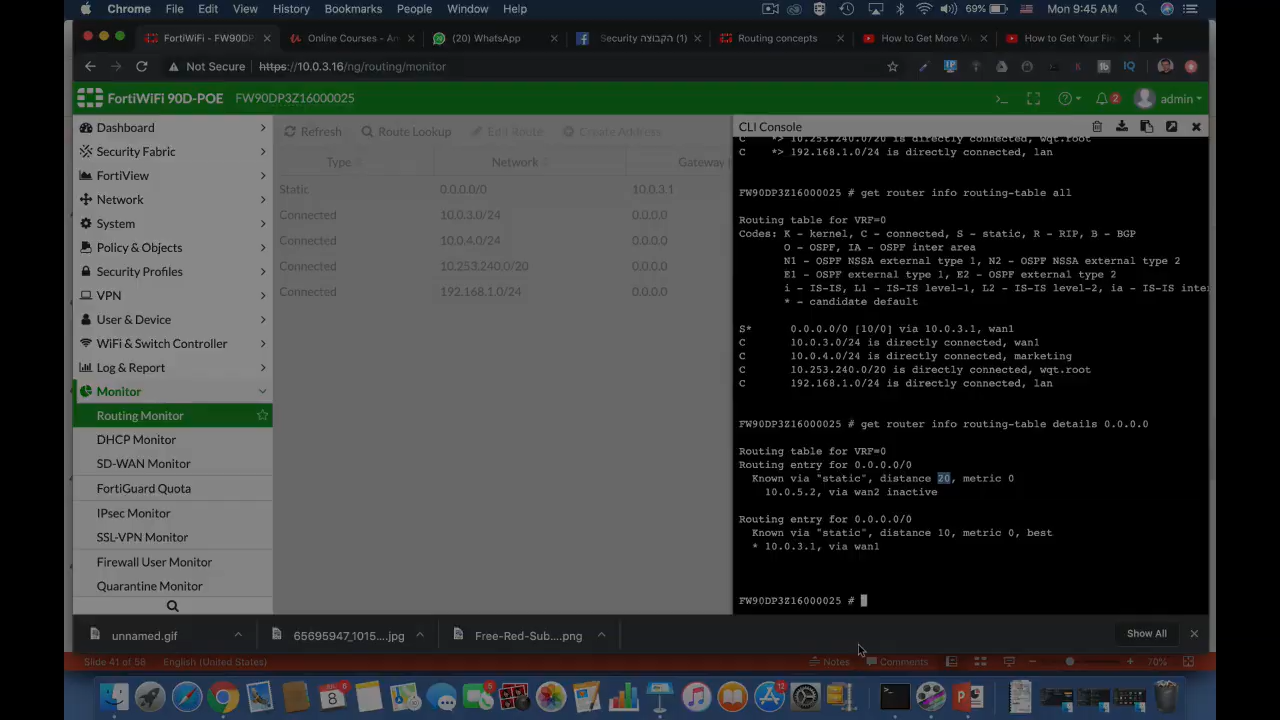 Chrome File Edit View History Bookmarks People Window Help 69% Mon 9:45 AM
FortiWiFi - FW90DP
Online Courses - An
(20) WhatsApp
Security הקבוצה (1)
Routing concepts
How to Get More Vi
How to Get Your Fir
Not Secure https://10.0.3.16/ng/routing/monitor
FortiWiFi 90D-POE FW90DP3Z16000025 >_ 2 admin
Dashboard
Security Fabric
FortiView
Network
System
Policy & Objects
Security Profiles
VPN
User & Device
WiFi & Switch Controller
Log & Report
Monitor
Routing Monitor
DHCP Monitor
SD-WAN Monitor
FortiGuard Quota
IPsec Monitor
SSL-VPN Monitor
Firewall User Monitor
Quarantine Monitor
Refresh Route Lookup Edit Route Create Address
Type Network Gateway
Static 0.0.0.0/0 10.0.3.1
Connected 10.0.3.0/24 0.0.0.0
Connected 10.0.4.0/24 0.0.0.0
Connected 10.253.240.0/20 0.0.0.0
Connected 192.168.1.0/24 0.0.0.0
CLI Console
C *> 10.253.240.0/20 is directly connected, wqt.root
C *> 192.168.1.0/24 is directly connected, lan
FW90DP3Z16000025 # get router info routing-table all
Routing table for VRF=0
Codes: K - kernel, C - connected, S - static, R - RIP, B - BGP
O - OSPF, IA - OSPF inter area
N1 - OSPF NSSA external type 1, N2 - OSPF NSSA external type 2
E1 - OSPF external type 1, E2 - OSPF external type 2
i - IS-IS, L1 - IS-IS level-1, L2 - IS-IS level-2, ia - IS-IS inter
* - candidate default
S* 0.0.0.0/0 [10/0] via 10.0.3.1, wan1
C 10.0.3.0/24 is directly connected, wan1
C 10.0.4.0/24 is directly connected, marketing
C 10.253.240.0/20 is directly connected, wqt.root
C 192.168.1.0/24 is directly connected, lan
FW90DP3Z16000025 # get router info routing-table details 0.0.0.0
Routing table for VRF=0
Routing entry for 0.0.0.0/0
Known via "static", distance 20, metric 0
10.0.5.2, via wan2 inactive
Routing entry for 0.0.0.0/0
Known via "static", distance 10, metric 0, best
* 10.0.3.1, via wan1
FW90DP3Z16000025 #
unnamed.gif
65695947_1015....jpg
Free-Red-Sub....png
Show All
Slide 41 of 58 English (United States) Notes Comments 70%